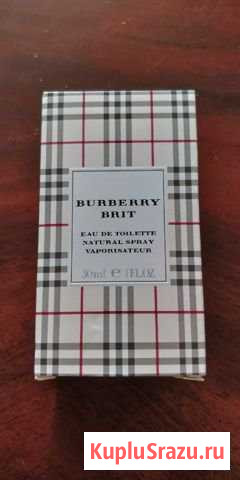 BURBERRY
BRIT
EAU DE TOILETTE
NATURAL SPRAY
VAPORISATEUR
30ml ℮ 1FL.OZ.
KupluSrazu.ru